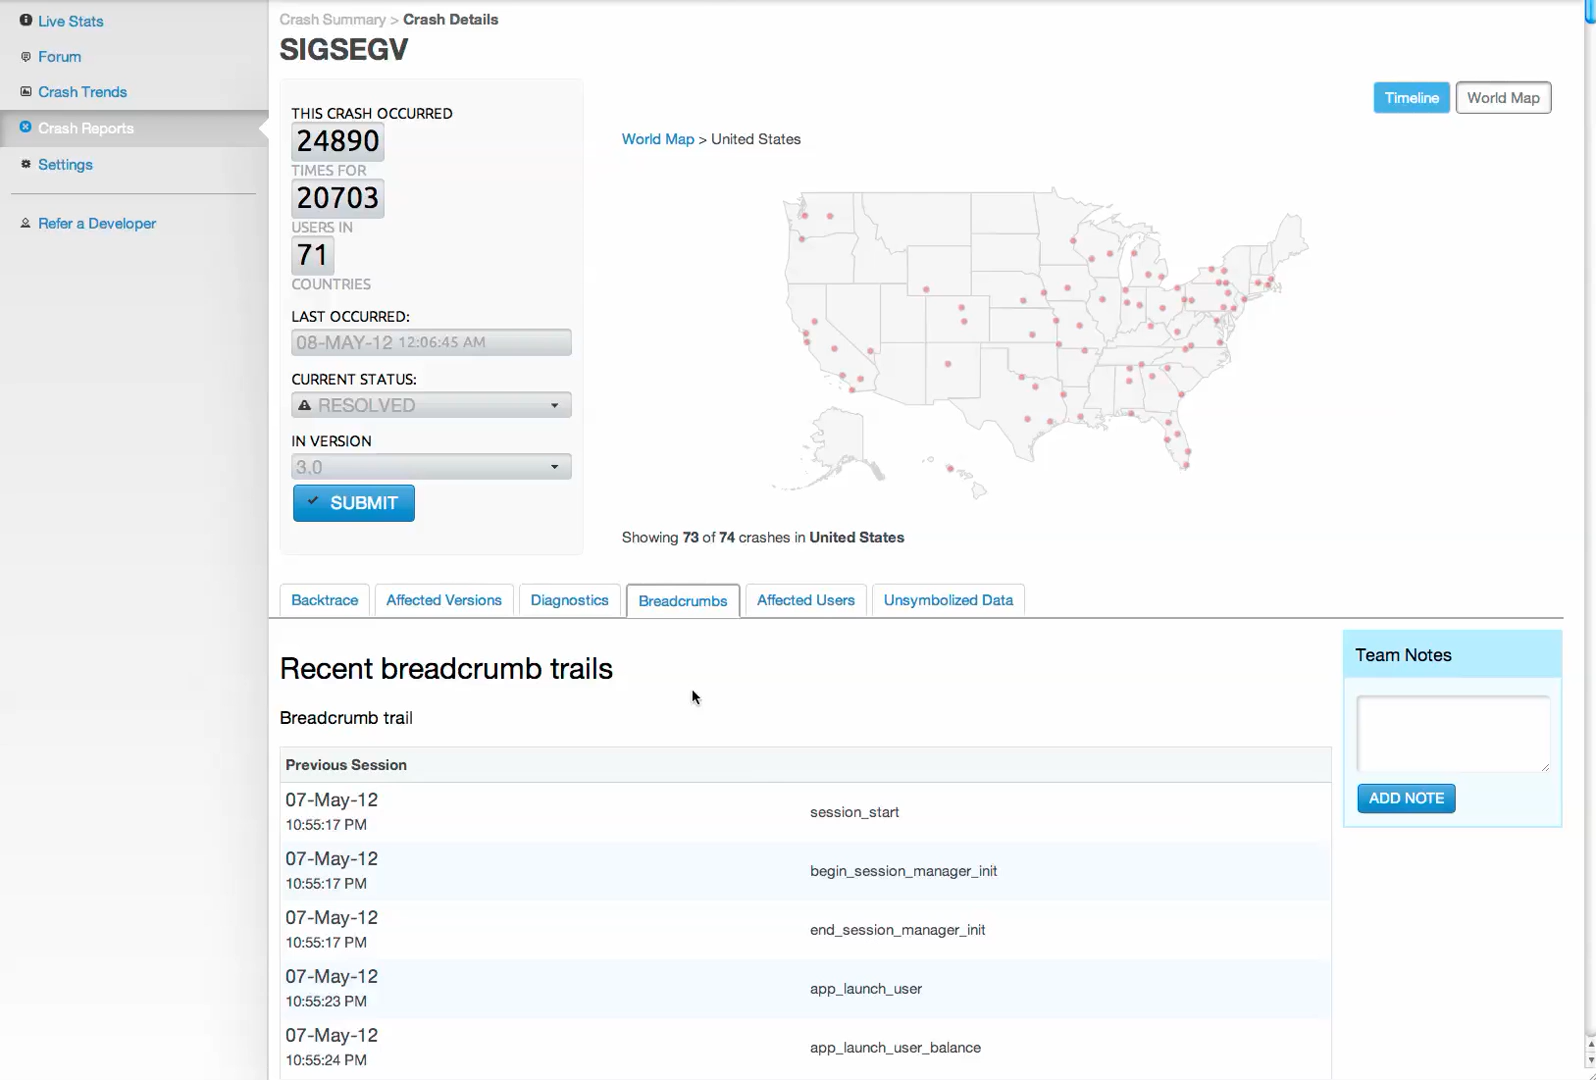 Live Stats
Forum
Crash Trends
Crash Reports
Settings
Refer a Developer
Crash Summary > Crash Details
SIGSEGV
THIS CRASH OCCURRED
24890
TIMES FOR
20703
USERS IN
71
COUNTRIES
LAST OCCURRED:
08-MAY-12 12:06:45 AM
CURRENT STATUS:
RESOLVED
IN VERSION
3.0
SUBMIT
Timeline World Map
World Map > United States
Showing 73 of 74 crashes in United States
Backtrace Affected Versions Diagnostics Breadcrumbs Affected Users Unsymbolized Data
Recent breadcrumb trails
Breadcrumb trail
Previous Session
07-May-12
10:55:17 PM
session_start
07-May-12
10:55:17 PM
begin_session_manager_init
07-May-12
10:55:17 PM
end_session_manager_init
07-May-12
10:55:23 PM
app_launch_user
07-May-12
10:55:24 PM
app_launch_user_balance
Team Notes
ADD NOTE